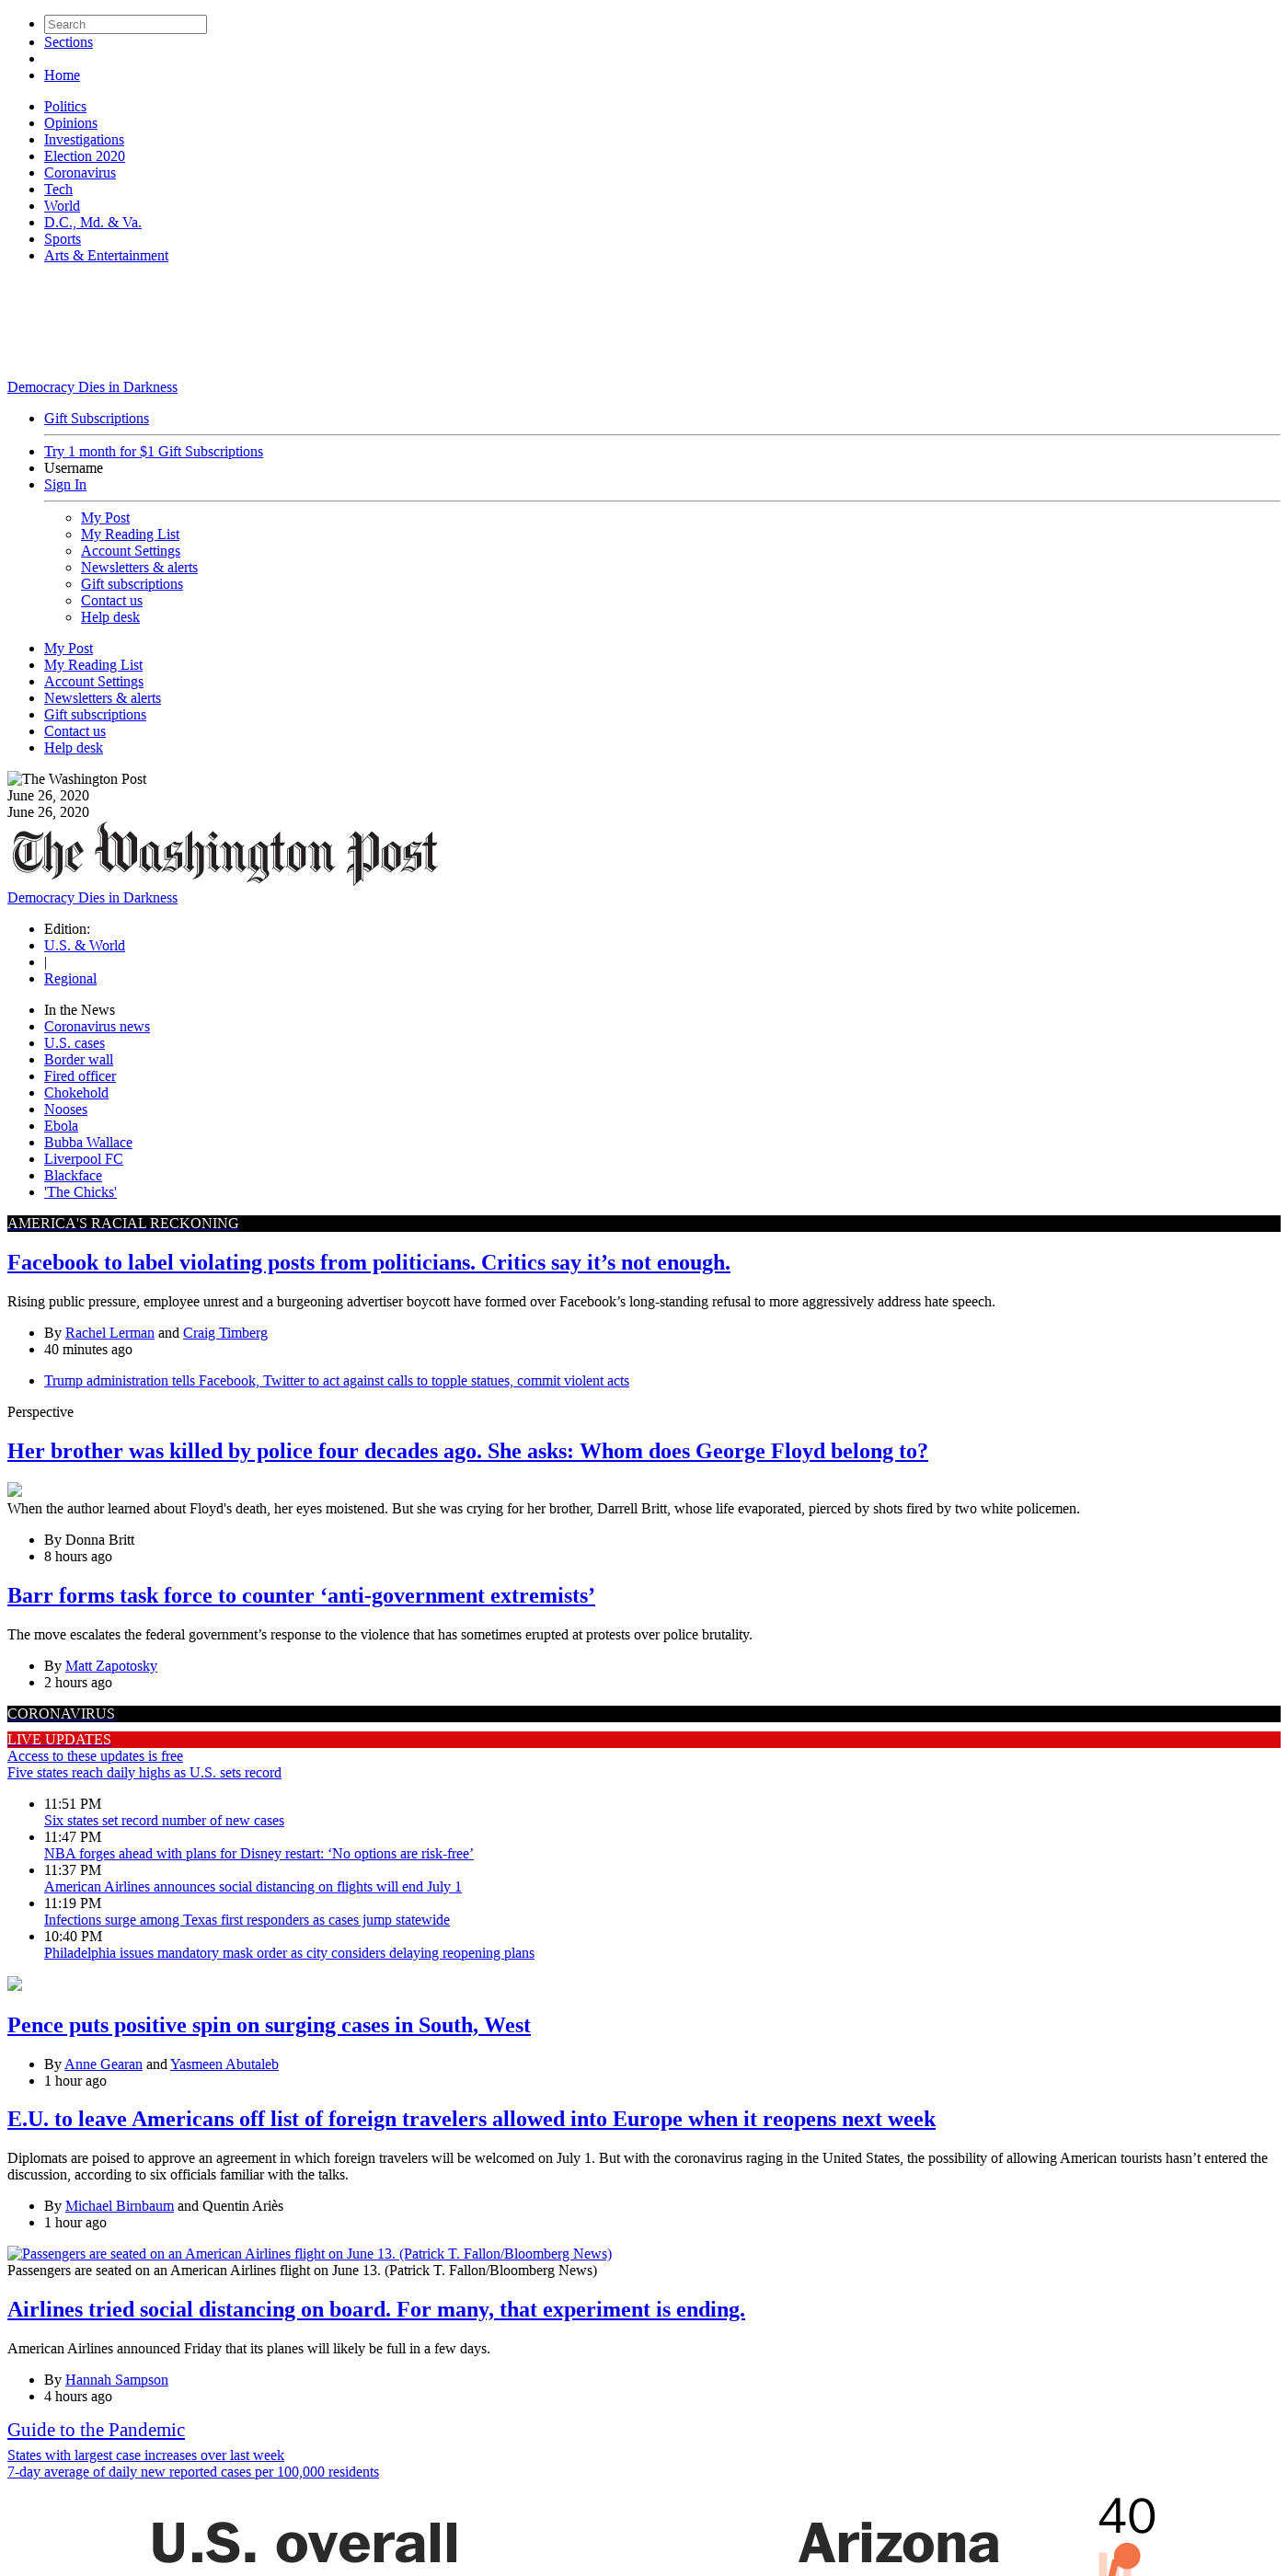 Search
Sections
Home
Politics
Opinions
Investigations
Election 2020
Coronavirus
Tech
World
D.C., Md. & Va.
Sports
Arts & Entertainment
Democracy Dies in Darkness
Gift Subscriptions
Try 1 month for $1 Gift Subscriptions
Username
Sign In
My Post
My Reading List
Account Settings
Newsletters & alerts
Gift subscriptions
Contact us
Help desk
My Post
My Reading List
Account Settings
Newsletters & alerts
Gift subscriptions
Contact us
Help desk
The Washington Post
June 26, 2020
June 26, 2020
The Washington Post
Democracy Dies in Darkness
Edition:
U.S. & World
|
Regional
In the News
Coronavirus news
U.S. cases
Border wall
Fired officer
Chokehold
Nooses
Ebola
Bubba Wallace
Liverpool FC
Blackface
'The Chicks'
AMERICA'S RACIAL RECKONING
Facebook to label violating posts from politicians. Critics say it’s not enough.
Rising public pressure, employee unrest and a burgeoning advertiser boycott have formed over Facebook’s long-standing refusal to more aggressively address hate speech.
By Rachel Lerman and Craig Timberg
40 minutes ago
Trump administration tells Facebook, Twitter to act against calls to topple statues, commit violent acts
Perspective
Her brother was killed by police four decades ago. She asks: Whom does George Floyd belong to?
When the author learned about Floyd's death, her eyes moistened. But she was crying for her brother, Darrell Britt, whose life evaporated, pierced by shots fired by two white policemen.
By Donna Britt
8 hours ago
Barr forms task force to counter ‘anti-government extremists’
The move escalates the federal government’s response to the violence that has sometimes erupted at protests over police brutality.
By Matt Zapotosky
2 hours ago
CORONAVIRUS
LIVE UPDATES
Access to these updates is free
Five states reach daily highs as U.S. sets record
11:51 PM
Six states set record number of new cases
11:47 PM
NBA forges ahead with plans for Disney restart: ‘No options are risk-free’
11:37 PM
American Airlines announces social distancing on flights will end July 1
11:19 PM
Infections surge among Texas first responders as cases jump statewide
10:40 PM
Philadelphia issues mandatory mask order as city considers delaying reopening plans
Pence puts positive spin on surging cases in South, West
By Anne Gearan and Yasmeen Abutaleb
1 hour ago
E.U. to leave Americans off list of foreign travelers allowed into Europe when it reopens next week
Diplomats are poised to approve an agreement in which foreign travelers will be welcomed on July 1. But with the coronavirus raging in the United States, the possibility of allowing American tourists hasn’t entered the
discussion, according to six officials familiar with the talks.
By Michael Birnbaum and Quentin Ariès
1 hour ago
Passengers are seated on an American Airlines flight on June 13. (Patrick T. Fallon/Bloomberg News)
Passengers are seated on an American Airlines flight on June 13. (Patrick T. Fallon/Bloomberg News)
Airlines tried social distancing on board. For many, that experiment is ending.
American Airlines announced Friday that its planes will likely be full in a few days.
By Hannah Sampson
4 hours ago
Guide to the Pandemic
States with largest case increases over last week
7-day average of daily new reported cases per 100,000 residents
U.S. overall
Arizona
40